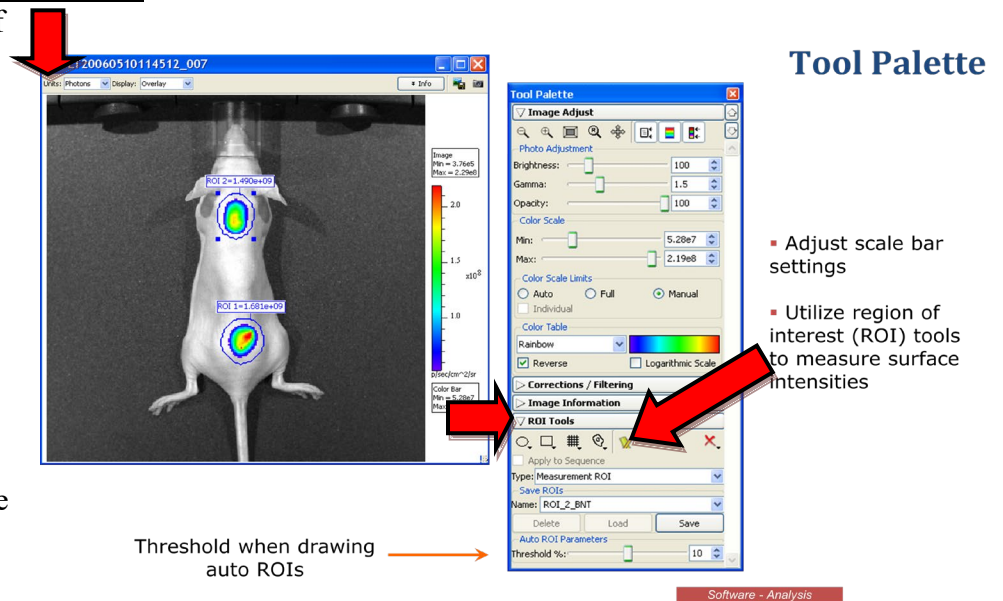 f
Tool Palette
20060510114512_007
Units: Photons Display: Overlay Info
Image
Min = 3.76e5
Max = 2.29e8
ROI 2=1.490e+09
2.0
1.5
x10^8
ROI 1=1.681e+09
1.0
p/sec/cm^2/sr
Color Bar
Min = 5.28e7
Tool Palette
Image Adjust
Photo Adjustment
Brightness: 100
Gamma: 1.5
Opacity: 100
Color Scale
Min: 5.28e7
Max: 2.19e8
Color Scale Limits
Auto Full Manual
Individual
Color Table
Rainbow
Reverse Logarithmic Scale
Corrections / Filtering
Image Information
ROI Tools
Apply to Sequence
Type: Measurement ROI
Save ROIs
Name: ROI_2_BNT
Delete Load Save
Auto ROI Parameters
Threshold %: 10
▪ Adjust scale bar
settings
▪ Utilize region of
interest (ROI) tools
to measure surface
intensities
e
Threshold when drawing
auto ROIs
Software - Analysis